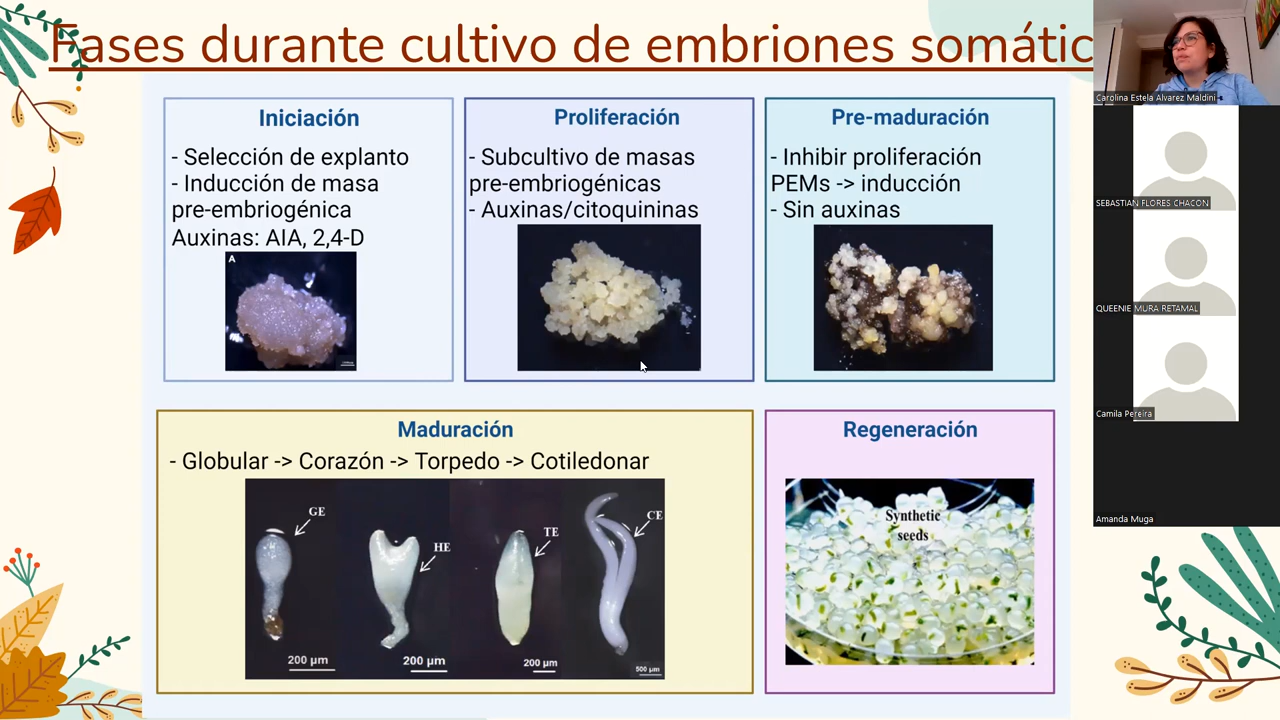 Fases durante cultivo de embriones somátic
Iniciación
- Selección de explanto
- Inducción de masa
pre-embriogénica
Auxinas: AIA, 2,4-D
A
Proliferación
- Subcultivo de masas
pre-embriogénicas
- Auxinas/citoquininas
Pre-maduración
- Inhibir proliferación
PEMs -> inducción
- Sin auxinas
Maduración
- Globular -> Corazón -> Torpedo -> Cotiledonar
GE
HE
TE
CE
200 µm
200 µm
200 µm
500 µm
Regeneración
Synthetic
seeds
Carolina Estela Alvarez Maldini
SEBASTIAN FLORES CHACON
QUEENIE MURA RETAMAL
Camila Pereira
Amanda Muga